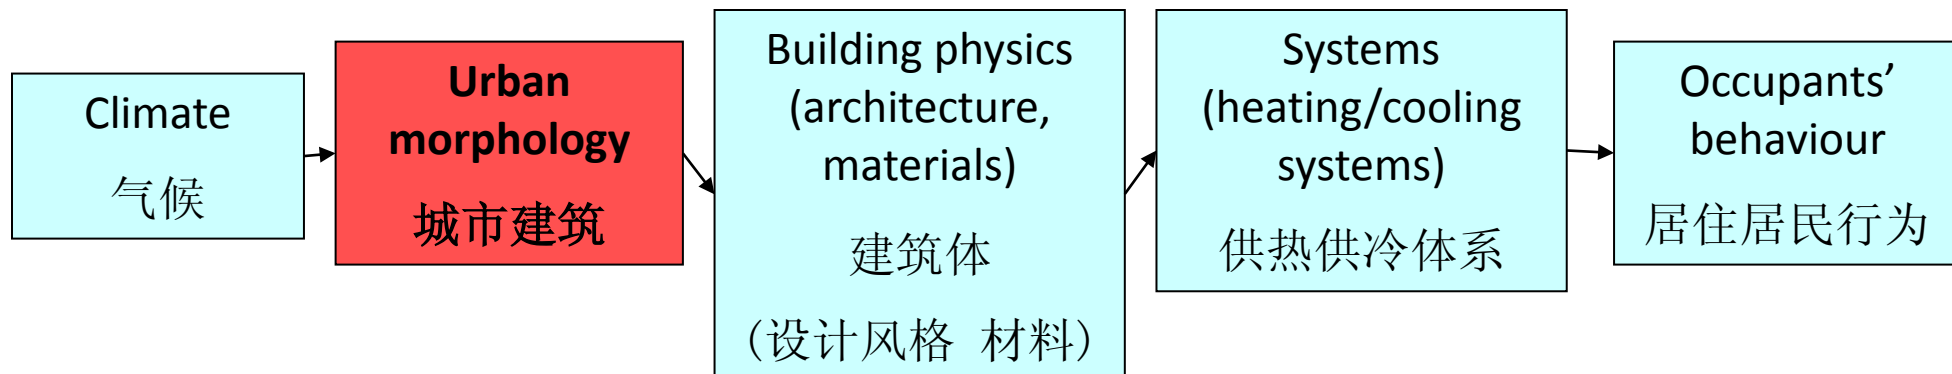 Climate
气候
Urban
morphology
城市建筑
Building physics
(architecture,
materials)
建筑体
(设计风格 材料)
Systems
(heating/cooling
systems)
供热供冷体系
Occupants’
behaviour
居住居民行为